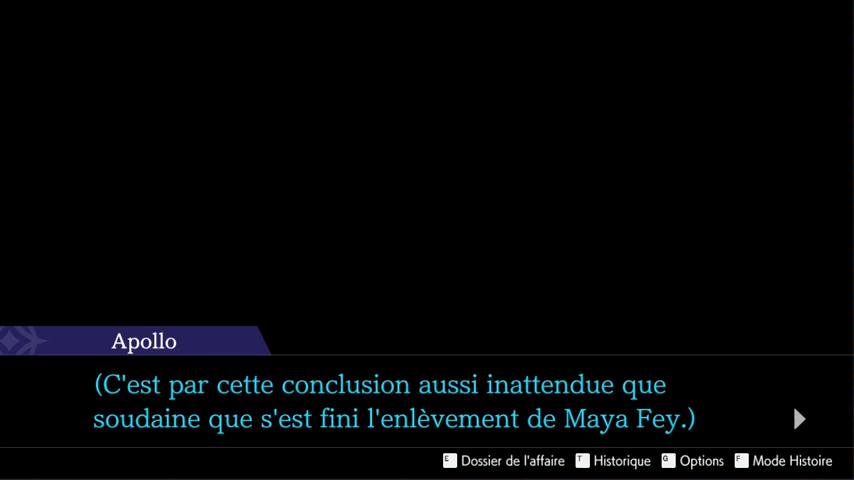 Apollo
(C'est par cette conclusion aussi inattendue que
soudaine que s'est fini l'enlèvement de Maya Fey.)
E Dossier de l'affaire T Historique G Options F Mode Histoire